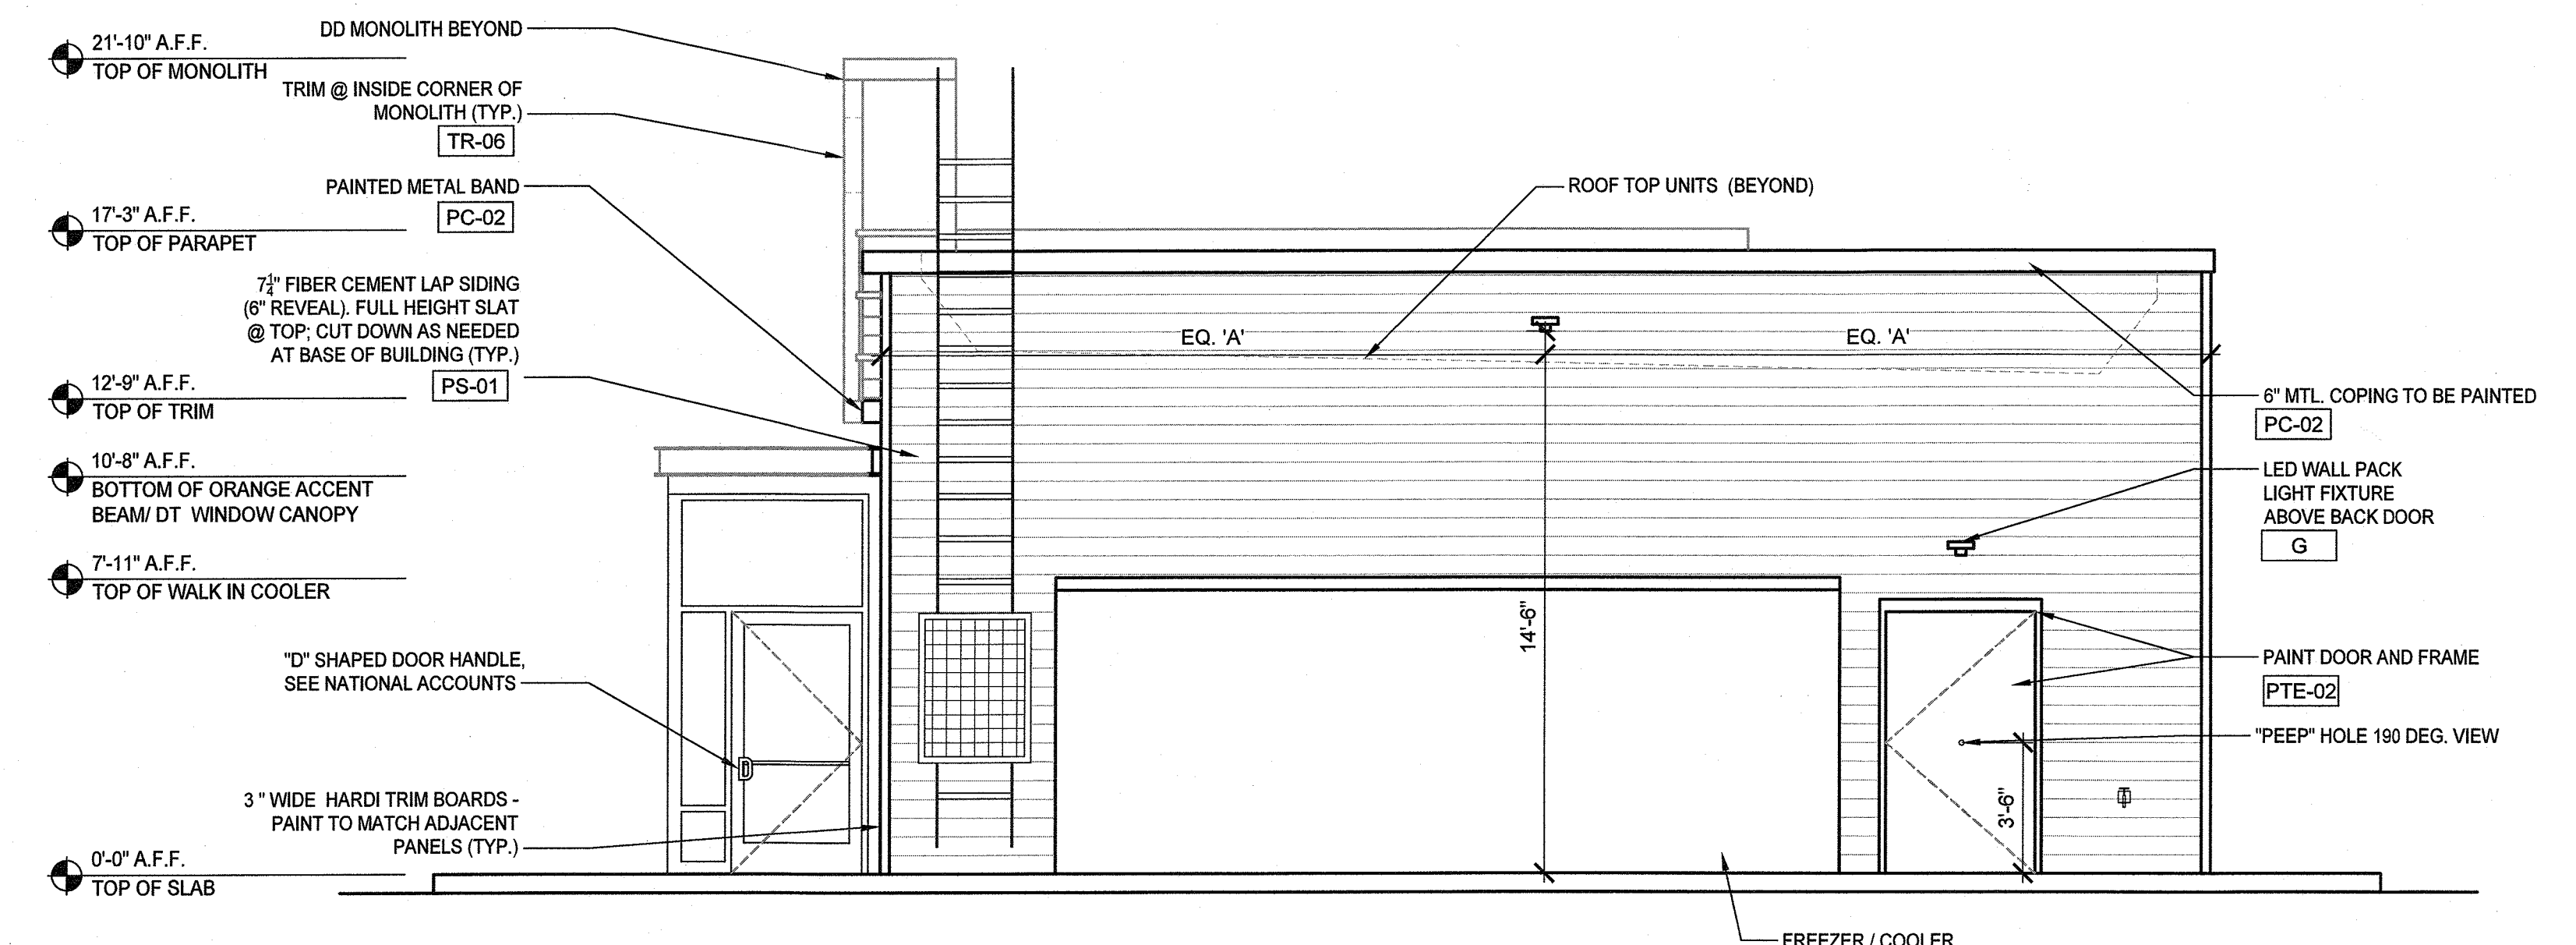 21'-10" A.F.F.
TOP OF MONOLITH
DD MONOLITH BEYOND
TRIM @ INSIDE CORNER OF
MONOLITH (TYP.)
TR-06
PAINTED METAL BAND
PC-02
17'-3" A.F.F.
TOP OF PARAPET
7 1/4" FIBER CEMENT LAP SIDING
(6" REVEAL). FULL HEIGHT SLAT
@ TOP; CUT DOWN AS NEEDED
AT BASE OF BUILDING (TYP.)
PS-01
12'-9" A.F.F.
TOP OF TRIM
10'-8" A.F.F.
BOTTOM OF ORANGE ACCENT
BEAM/ DT WINDOW CANOPY
7'-11" A.F.F.
TOP OF WALK IN COOLER
"D" SHAPED DOOR HANDLE,
SEE NATIONAL ACCOUNTS
3 " WIDE HARDI TRIM BOARDS -
PAINT TO MATCH ADJACENT
PANELS (TYP.)
0'-0" A.F.F.
TOP OF SLAB
D
ROOF TOP UNITS (BEYOND)
EQ. 'A'
EQ. 'A'
14'-6"
3'-6"
6" MTL. COPING TO BE PAINTED
PC-02
LED WALL PACK
LIGHT FIXTURE
ABOVE BACK DOOR
G
PAINT DOOR AND FRAME
PTE-02
"PEEP" HOLE 190 DEG. VIEW
FREEZER / COOLER